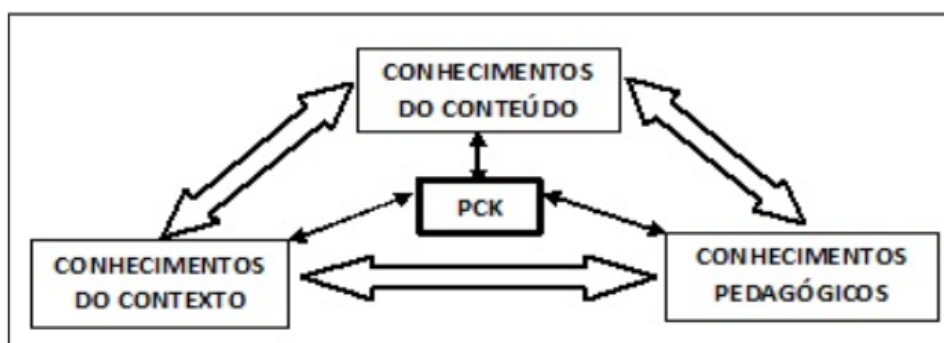 CONHECIMENTOS
DO CONTEÚDO
PCK
CONHECIMENTOS
DO CONTEXTO
CONHECIMENTOS
PEDAGÓGICOS